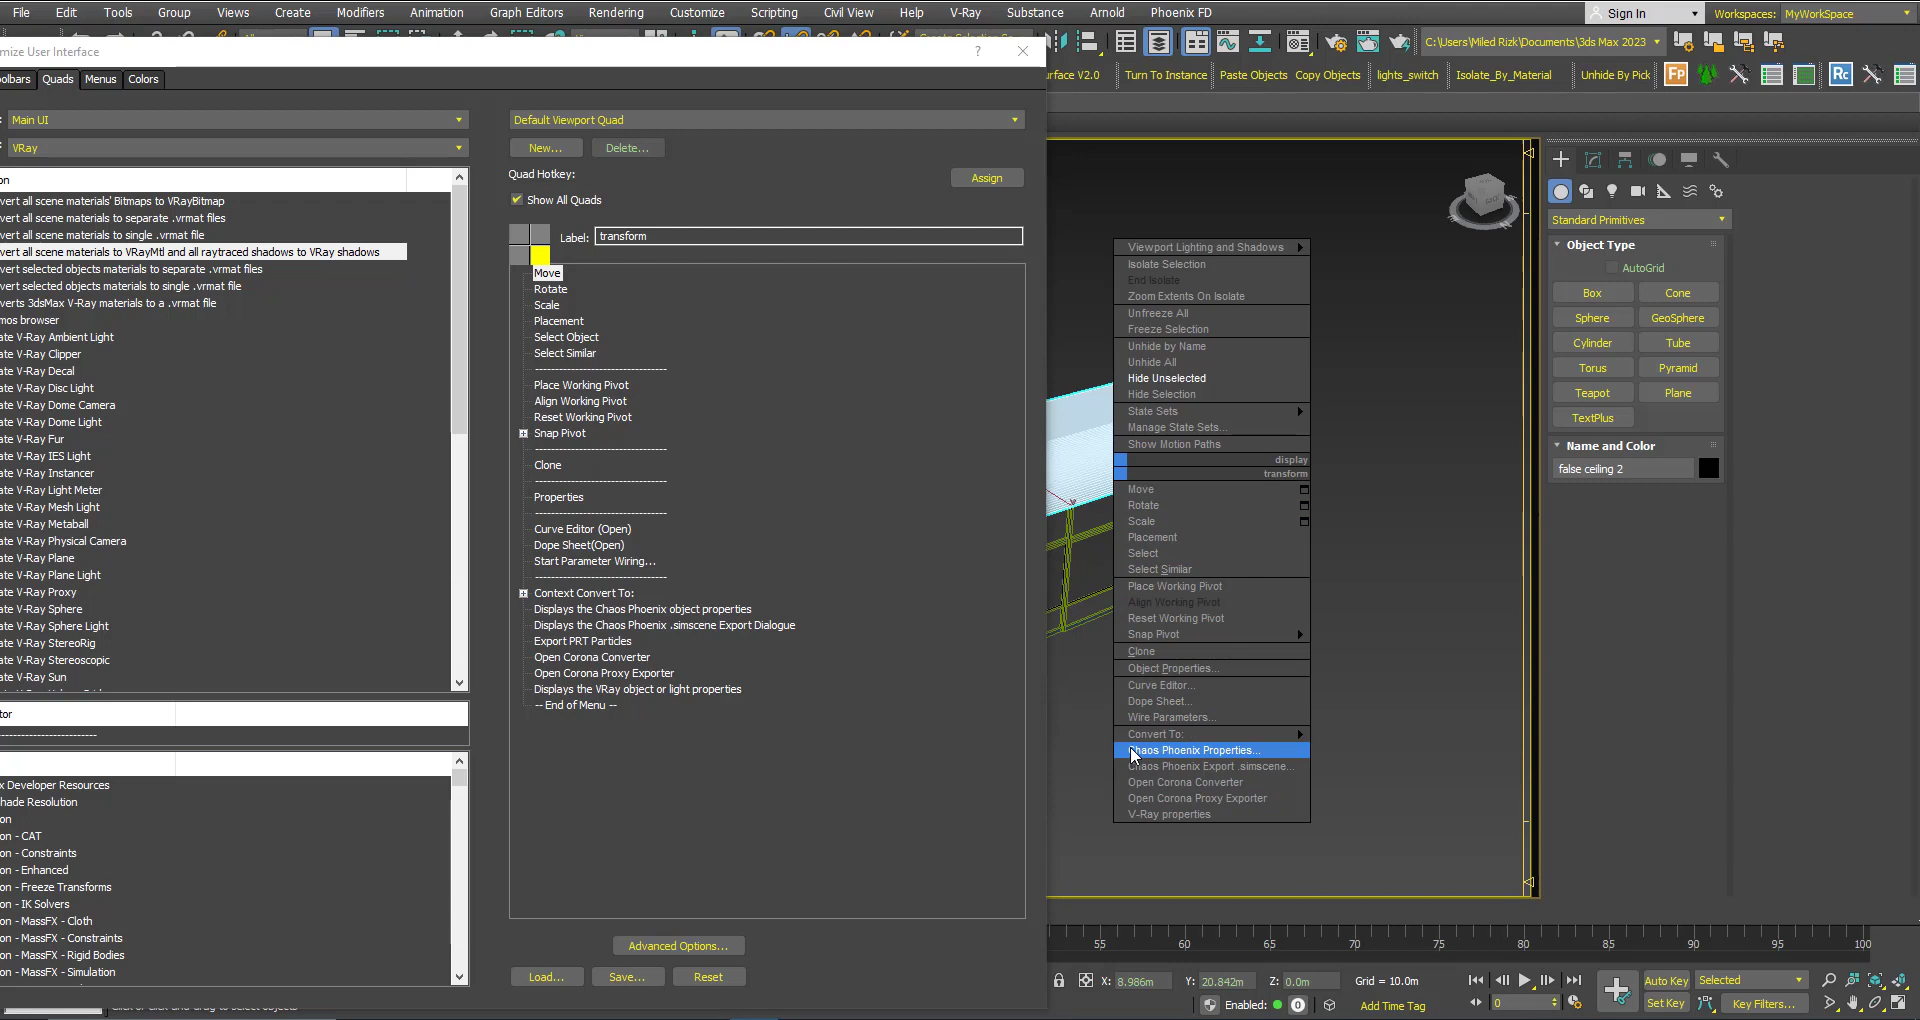 File Edit Tools Group Views Create Modifiers Animation Graph Editors Rendering Customize Scripting Civil View Help V-Ray Substance Arnold Phoenix FD
Sign In Workspaces: MyWorkSpace
C:\Users\Miled Rizk\Documents\3ds Max 2023
urface V2.0 Turn To Instance Paste Objects Copy Objects lights_switch Isolate_By_Material Unhide By Pick
mize User Interface
oolbars Quads Menus Colors
Main UI
VRay
on
vert all scene materials' Bitmaps to VRayBitmap
vert all scene materials to separate .vrmat files
vert all scene materials to single .vrmat file
vert all scene materials to VRayMtl and all raytraced shadows to VRay shadows
vert selected objects materials to separate .vrmat files
vert selected objects materials to single .vrmat file
verts 3dsMax V-Ray materials to a .vrmat file
mos browser
ate V-Ray Ambient Light
ate V-Ray Clipper
ate V-Ray Decal
ate V-Ray Disc Light
ate V-Ray Dome Camera
ate V-Ray Dome Light
ate V-Ray Fur
ate V-Ray IES Light
ate V-Ray Instancer
ate V-Ray Light Meter
ate V-Ray Mesh Light
ate V-Ray Metaball
ate V-Ray Physical Camera
ate V-Ray Plane
ate V-Ray Plane Light
ate V-Ray Proxy
ate V-Ray Sphere
ate V-Ray Sphere Light
ate V-Ray StereoRig
ate V-Ray Stereoscopic
ate V-Ray Sun
tor
--------------------------
x Developer Resources
hade Resolution
on
on - CAT
on - Constraints
on - Enhanced
on - Freeze Transforms
on - IK Solvers
on - MassFX - Cloth
on - MassFX - Constraints
on - MassFX - Rigid Bodies
on - MassFX - Simulation
Default Viewport Quad
New... Delete...
Quad Hotkey:
Assign
Show All Quads
Label: transform
Move
Rotate
Scale
Placement
Select Object
Select Similar
--------------------------
Place Working Pivot
Align Working Pivot
Reset Working Pivot
Snap Pivot
--------------------------
Clone
--------------------------
Properties
--------------------------
Curve Editor (Open)
Dope Sheet(Open)
Start Parameter Wiring...
--------------------------
Context Convert To:
Displays the Chaos Phoenix object properties
Displays the Chaos Phoenix .simscene Export Dialogue
Export PRT Particles
Open Corona Converter
Open Corona Proxy Exporter
Displays the VRay object or light properties
-- End of Menu --
Advanced Options...
Load... Save... Reset
Viewport Lighting and Shadows
Isolate Selection
End Isolate
Zoom Extents On Isolate
Unfreeze All
Freeze Selection
Unhide by Name
Unhide All
Hide Unselected
Hide Selection
State Sets
Manage State Sets...
Show Motion Paths
display
transform
Move
Rotate
Scale
Placement
Select
Select Similar
Place Working Pivot
Align Working Pivot
Reset Working Pivot
Snap Pivot
Clone
Object Properties...
Curve Editor...
Dope Sheet...
Wire Parameters...
Convert To:
Chaos Phoenix Properties...
Chaos Phoenix Export .simscene...
Open Corona Converter
Open Corona Proxy Exporter
V-Ray properties
Standard Primitives
Object Type
AutoGrid
Box Cone
Sphere GeoSphere
Cylinder Tube
Torus Pyramid
Teapot Plane
TextPlus
Name and Color
false ceiling 2
55 60 65 70 75 80 85 90 95 100
X: 8.986m Y: 20.842m Z: 0.0m Grid = 10.0m
Auto Key Selected
Enabled: 0 Add Time Tag
0 Set Key Key Filters...